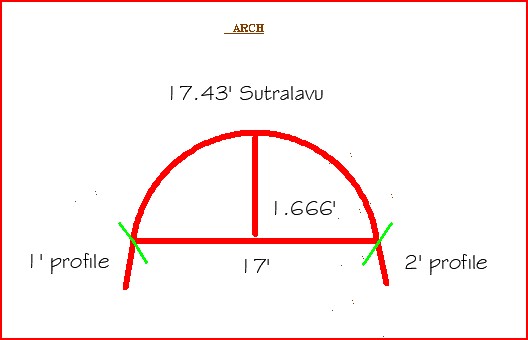 ARCH
17.43' Sutralavu
1.666'
1' profile
17'
2' profile